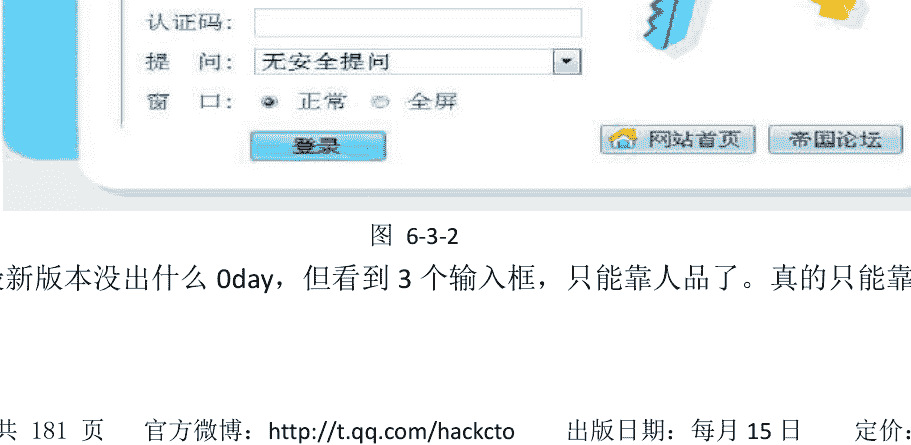 认证码:
提 问: 无安全提问
窗 口: 正常 全屏
登录 网站首页 帝国论坛
图 6-3-2
新版本没出什么 0day，但看到 3 个输入框，只能靠人品了。真的只能靠
共 181 页 官方微博：http://t.qq.com/hackcto 出版日期：每月 15 日 定价：